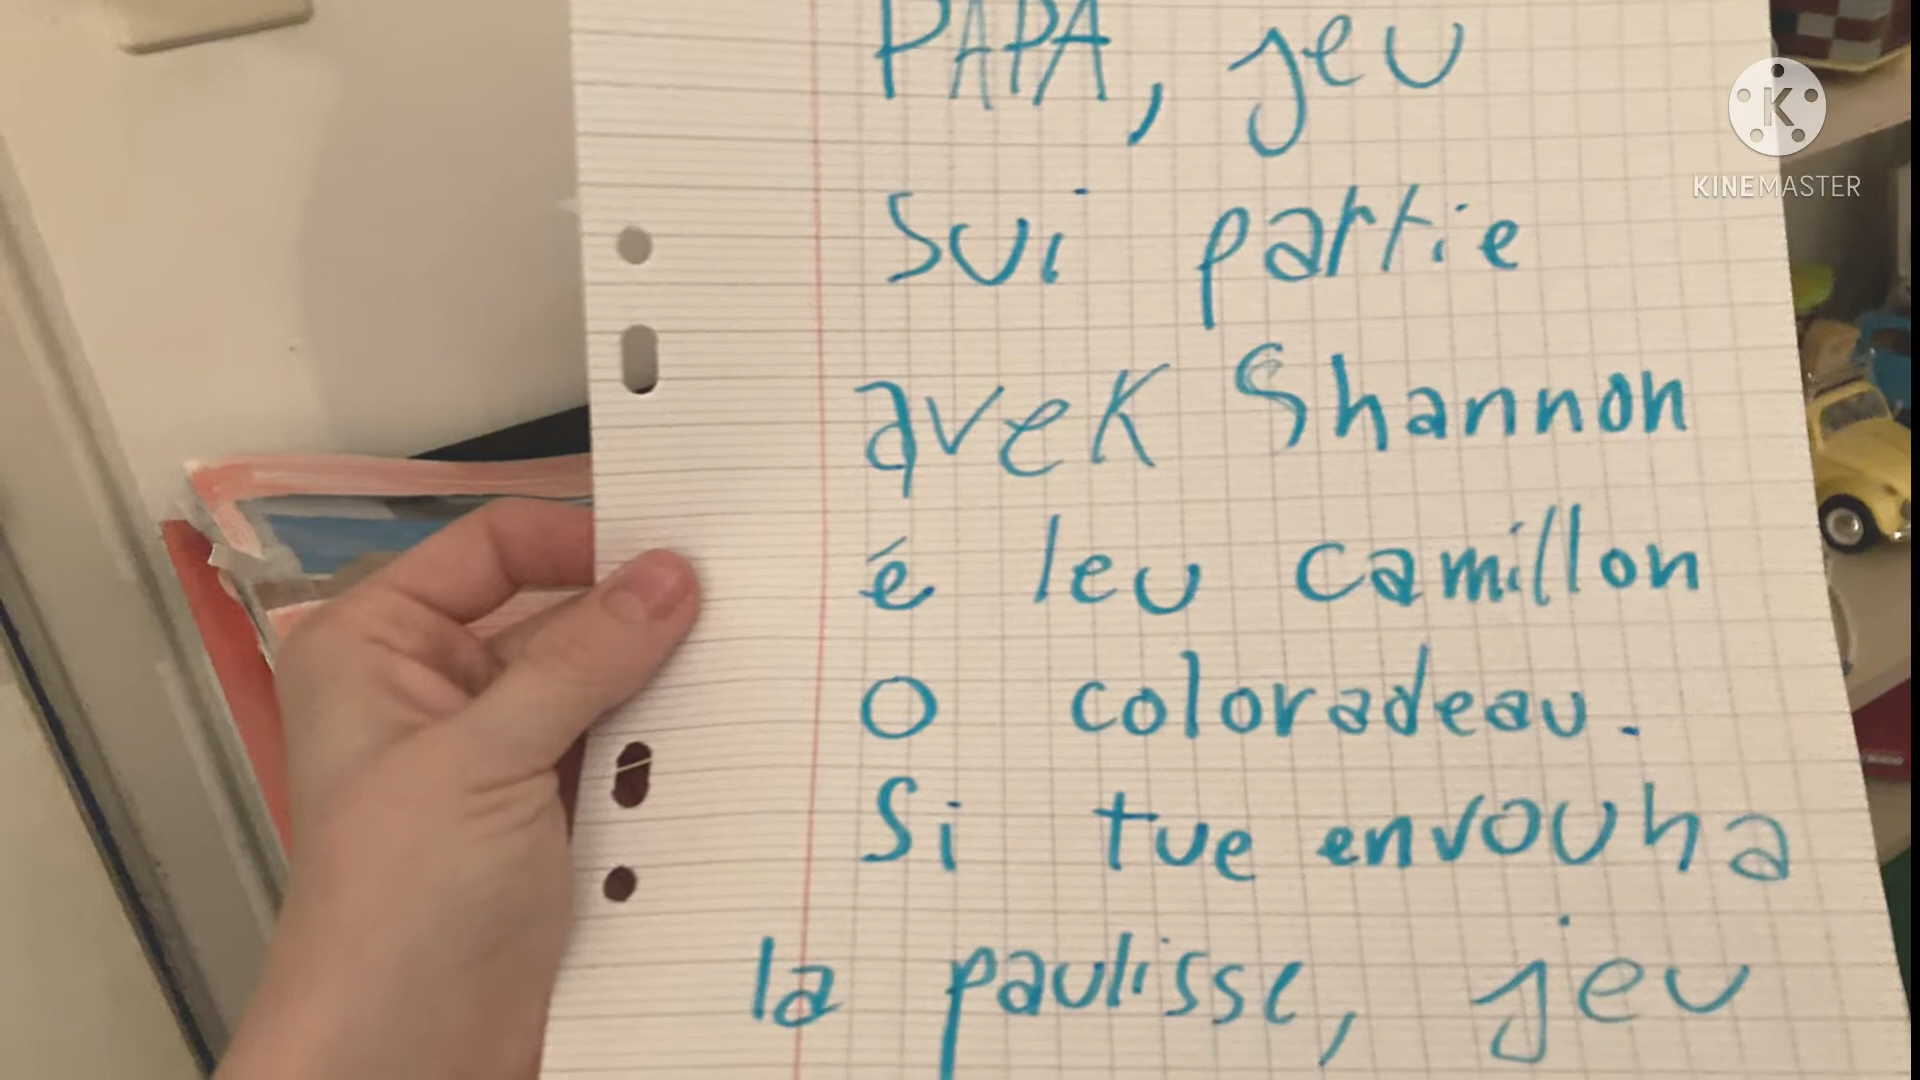 PAPA, jeu
sui partie
avek Shannon
é leu camillon
o coloradeau.
Si tue envouha
la paulisse, jeu
KINEMASTER